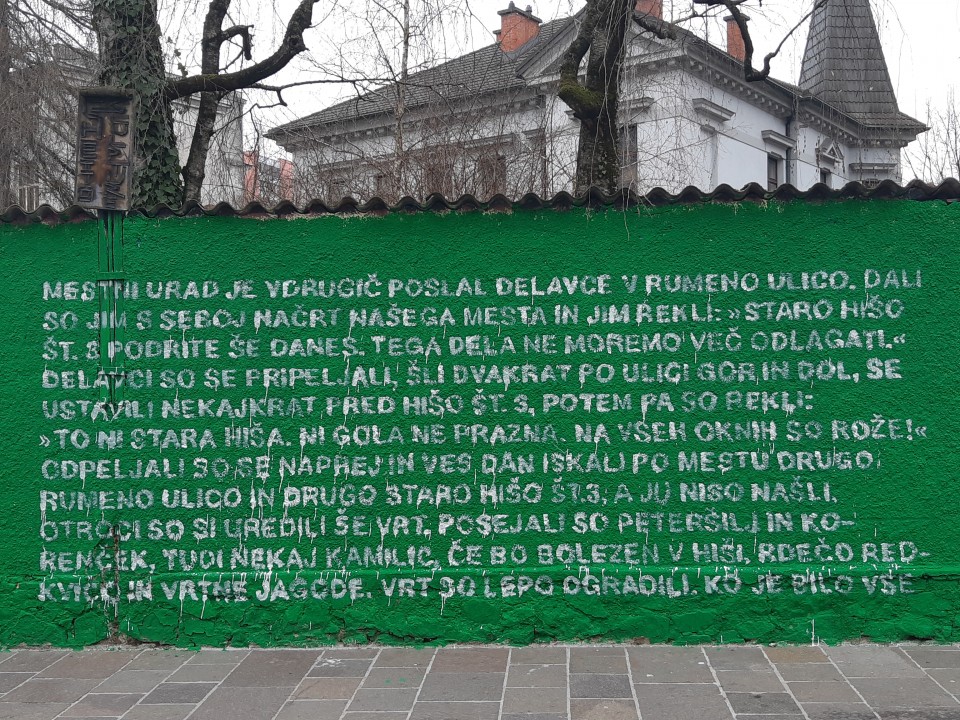 MESTNI URAD JE VDRUGIČ POSLAL DELAVCE V RUMENO ULICO. DALI
SO JIM S SEBOJ NAČRT NAŠEGA MESTA IN JIM REKLI: »STARO HIŠO
ŠT. 3 PODRITE ŠE DANES. TEGA DELA NE MOREMO VEČ ODLAGATI.«
DELAVCI SO SE PRIPELJALI, ŠLI DVAKRAT PO ULICI GOR IN DOL, SE
USTAVILI NEKAJKRAT PRED HIŠO ŠT. 3, POTEM PA SO REKLI:
»TO NI STARA HIŠA. NI GOLA NE PRAZNA. NA VSEH OKNIH SO ROŽE!«
ODPELJALI SO SE NAPREJ IN VES DAN ISKALI PO MESTU DRUGO
RUMENO ULICO IN DRUGO STARO HIŠO ŠT.3, A JU NISO NAŠLI.
OTROCI SO SI UREDILI ŠE VRT. POSEJALI SO PETERŠILJ IN KO-
RENČEK, TUDI NEKAJ KAMILIC, ČE BO BOLEZEN V HIŠI, RDEČO RED-
KVICO IN VRTNE JAGODE. VRT SO LEPO OGRADILI. KO JE BILO VSE